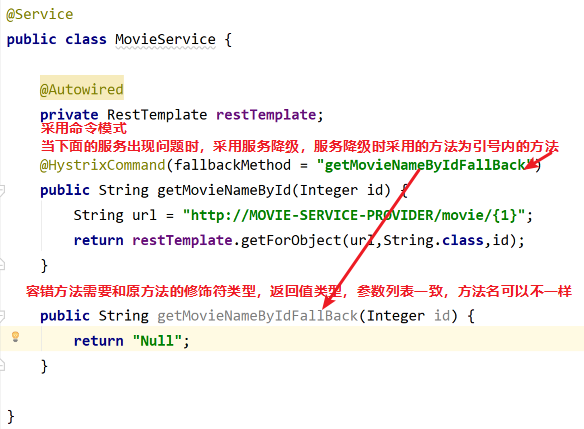 @Service
public class MovieService {
@Autowired
private RestTemplate restTemplate;
采用命令模式
当下面的服务出现问题时，采用服务降级，服务降级时采用的方法为引号内的方法
@HystrixCommand(fallbackMethod = "getMovieNameByIdFallBack")
public String getMovieNameById(Integer id) {
String url = "http://MOVIE-SERVICE-PROVIDER/movie/{1}";
return restTemplate.getForObject(url,String.class,id);
}
容错方法需要和原方法的修饰符类型，返回值类型，参数列表一致，方法名可以不一样
public String getMovieNameByIdFallBack(Integer id) {
return "Null";
}
}